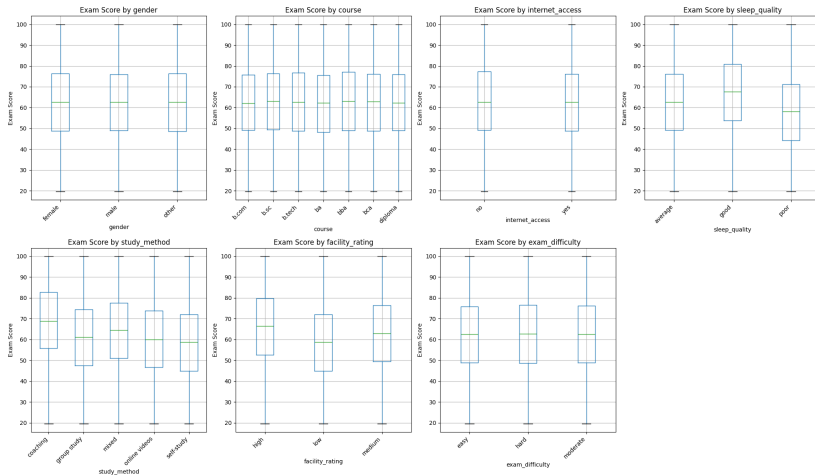 Exam Score by gender
Exam Score
100
90
80
70
60
50
40
30
20
female
male
other
gender
Exam Score by course
Exam Score
100
90
80
70
60
50
40
30
20
b.com
b.sc
b.tech
ba
bba
bca
diploma
course
Exam Score by internet_access
Exam Score
100
90
80
70
60
50
40
30
20
no
yes
internet_access
Exam Score by sleep_quality
Exam Score
100
90
80
70
60
50
40
30
20
average
good
poor
sleep_quality
Exam Score by study_method
Exam Score
100
90
80
70
60
50
40
30
20
coaching
group study
mixed
online videos
self-study
study_method
Exam Score by facility_rating
Exam Score
100
90
80
70
60
50
40
30
20
high
low
medium
facility_rating
Exam Score by exam_difficulty
Exam Score
100
90
80
70
60
50
40
30
20
easy
hard
moderate
exam_difficulty